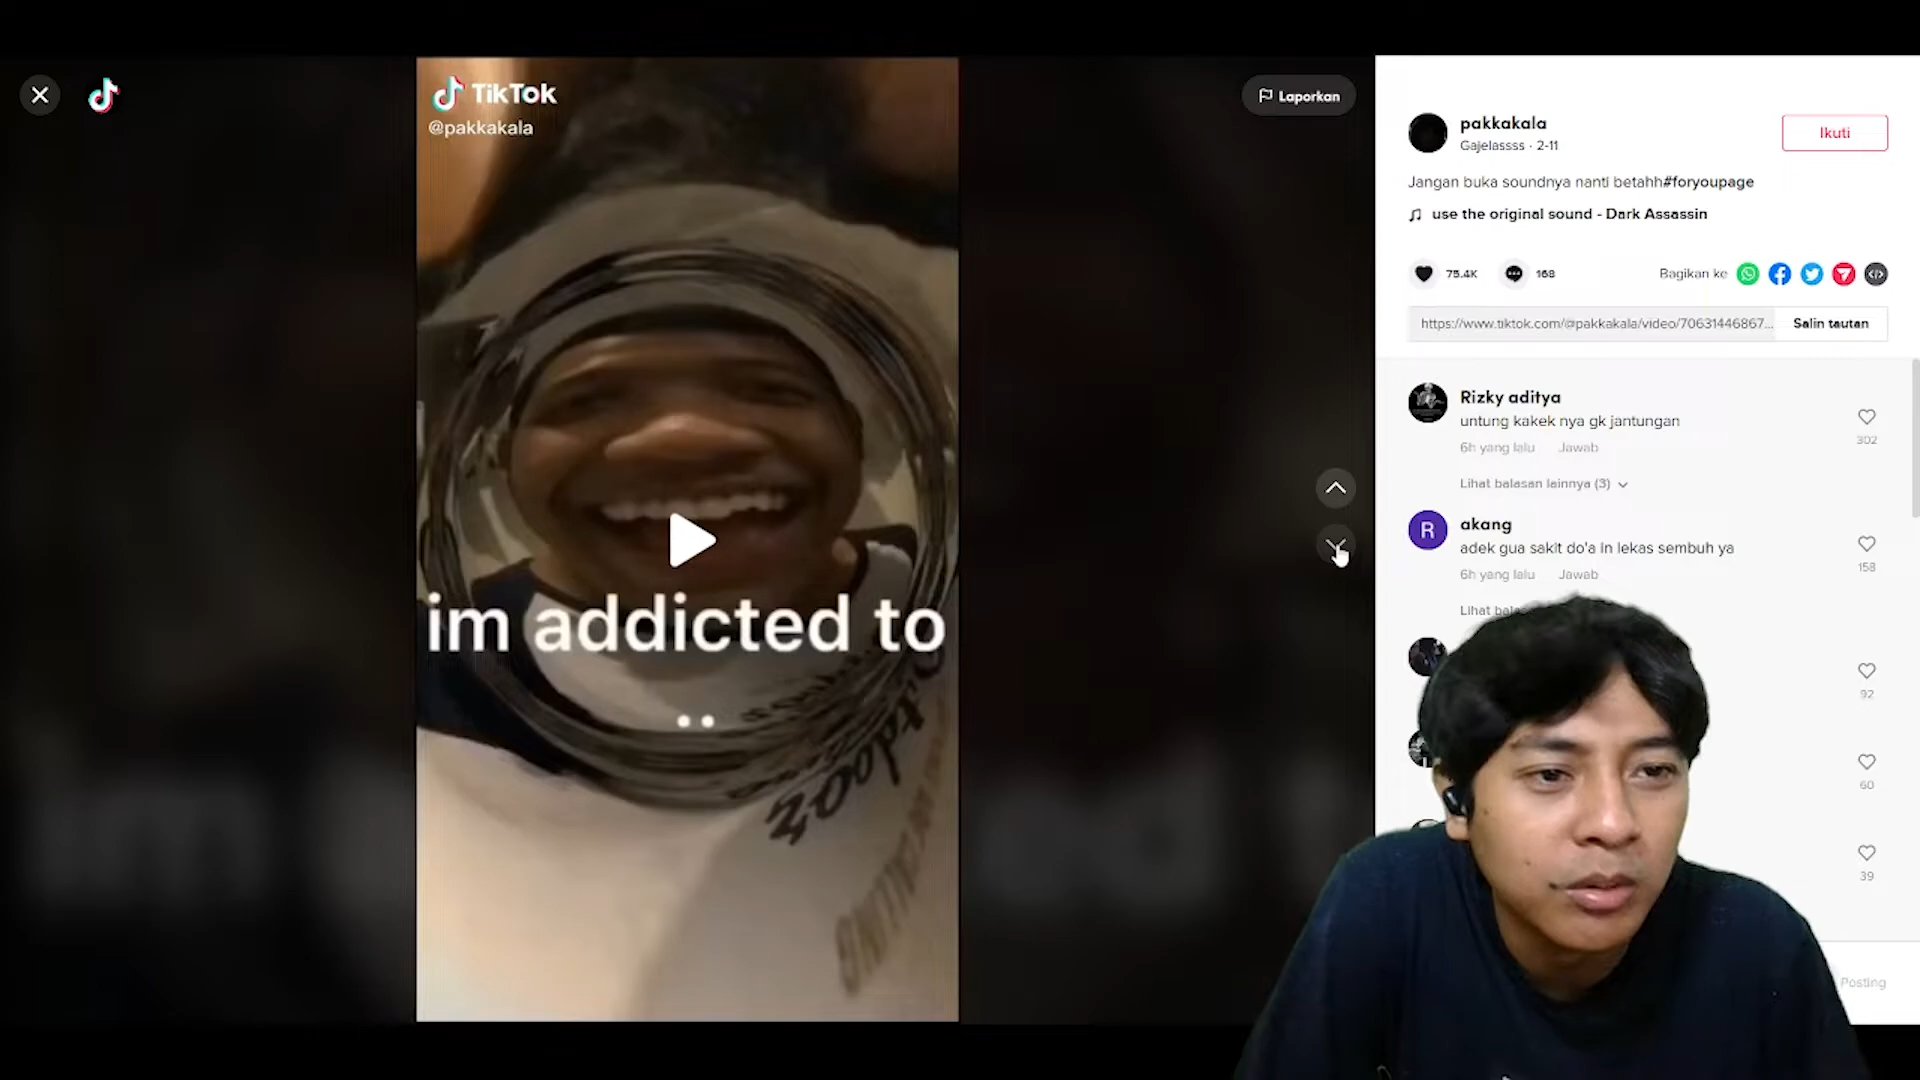 TikTok
@pakkakala
im addicted to
..
Laporkan
pakkakala
Gajelassss · 2-11
Ikuti
Jangan buka soundnya nanti betahh#foryoupage
use the original sound - Dark Assassin
75.4K
168
Bagikan ke
https://www.tiktok.com/@pakkakala/video/70631446867...
Salin tautan
Rizky aditya
untung kakek nya gk jantungan
6h yang lalu Jawab
302
Lihat balasan lainnya (3)
R
akang
adek gua sakit do'a in lekas sembuh ya
6h yang lalu Jawab
158
Lihat
92
60
39
Posting